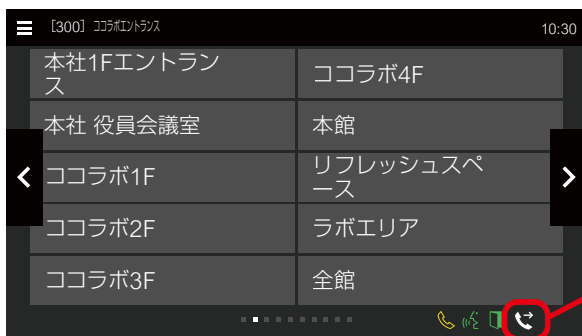 [300] ココラボエントランス
10:30
本社1Fエントラン
ス
ココラボ4F
本社 役員会議室
本館
ココラボ1F
リフレッシュスペ
ース
ココラボ2F
ラボエリア
ココラボ3F
全館